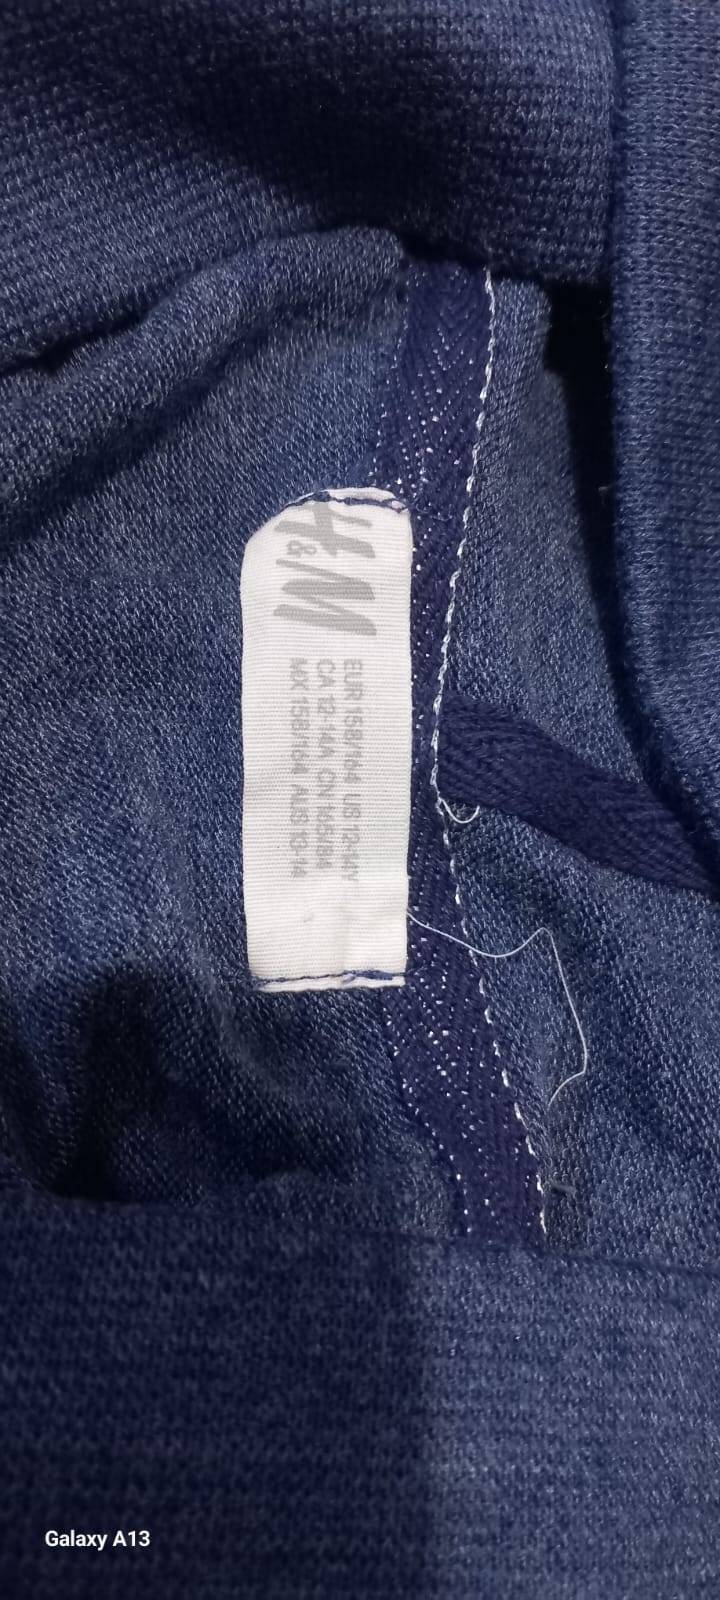 H&M
EUR 158/164 US 12-14Y
CA 12-14A CN 165/84
MX 158/164 AUS 13-14
Galaxy A13